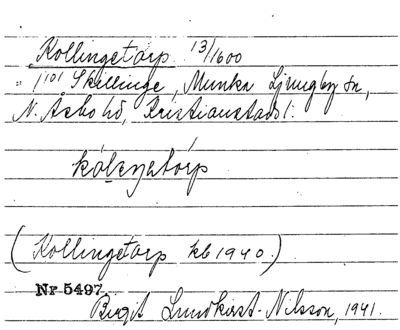 Kollingetorp 13/1600
= 1/101 Skillinge, Munka Ljungby sn,
N. Åsbo hd, Kristianstads l.
kólŋetórp
(Kollingetorp kb 1940.)
Nr 5497
Birgit Lundkvist-Nilsson, 1941.